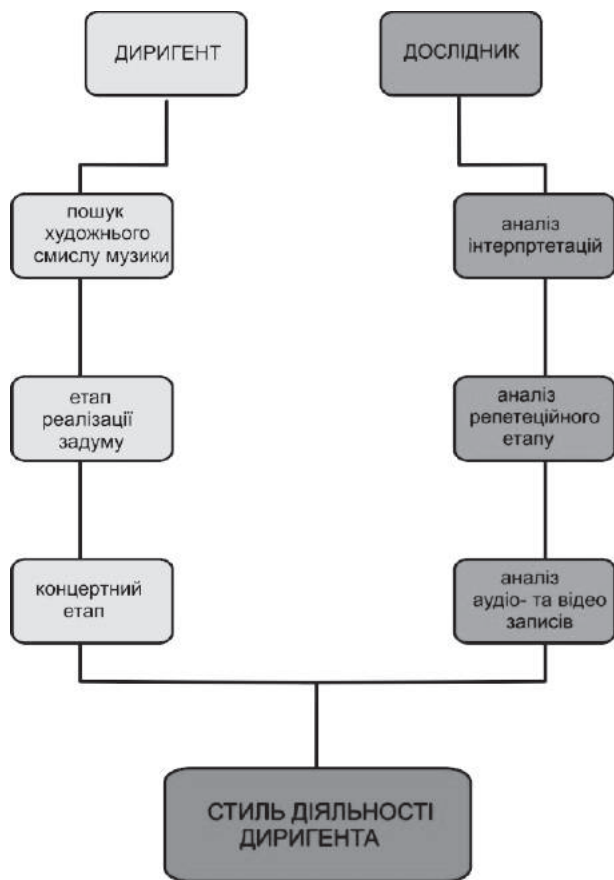 ДИРИГЕНТ
ДОСЛІДНИК
пошук
художнього
смислу музики
аналіз
інтерпртетацій
етап
реалізації
задуму
аналіз
репетеційного
етапу
концертний
етап
аналіз
аудіо- та відео
записів
СТИЛЬ ДІЯЛЬНОСТІ
ДИРИГЕНТА